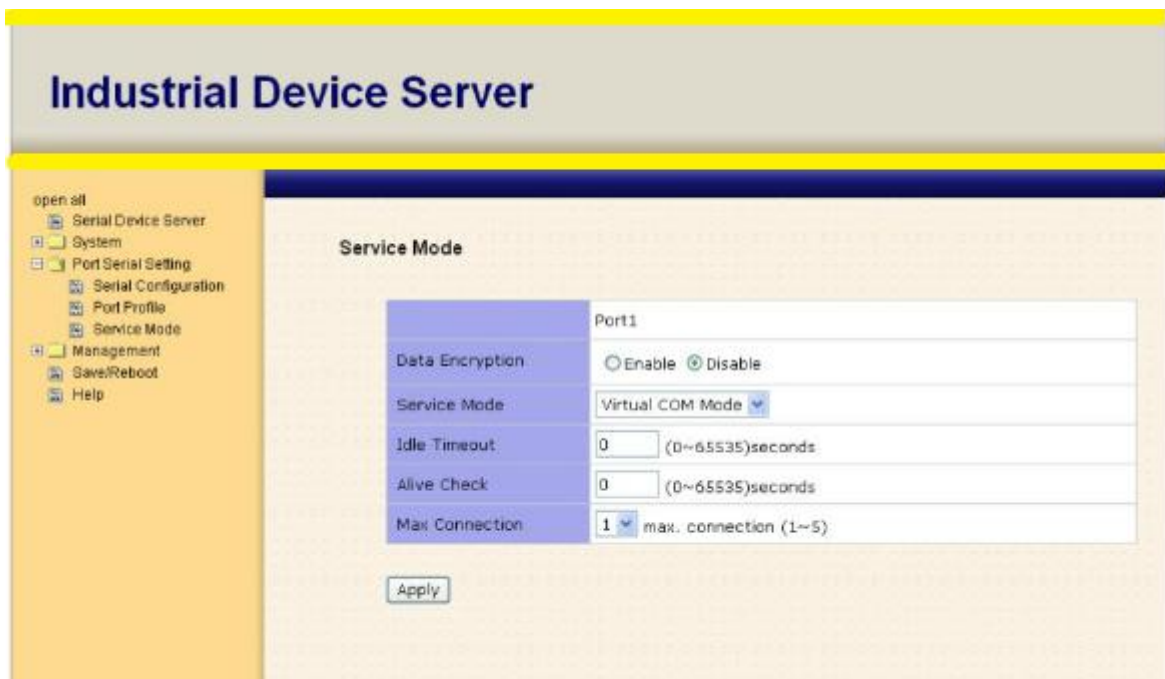 Industrial Device Server
open all
Serial Device Server
System
Port Serial Setting
Serial Configuration
Port Profile
Service Mode
Management
Save/Reboot
Help
Service Mode
Port1
Data Encryption Enable Disable
Service Mode Virtual COM Mode
Idle Timeout 0 (0~65535)seconds
Alive Check 0 (0~65535)seconds
Max Connection 1 max. connection (1~5)
Apply